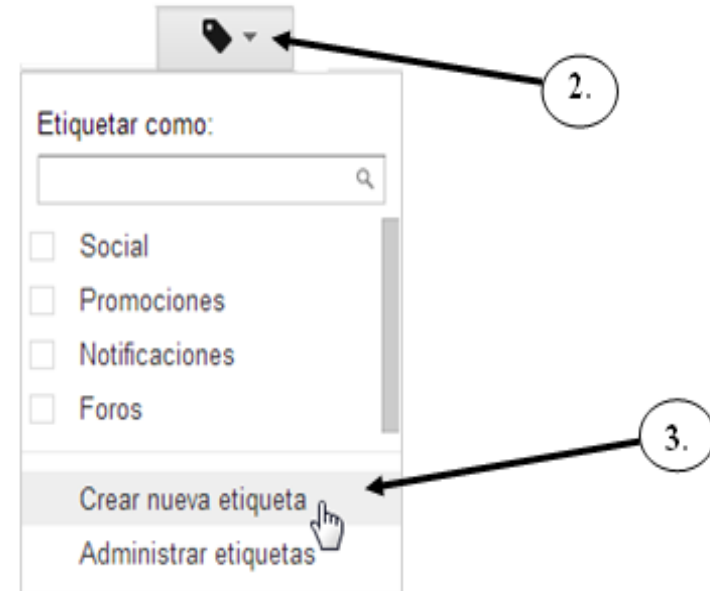 2.
Etiquetar como:
Social
Promociones
Notificaciones
Foros
3.
Crear nueva etiqueta
Administrar etiquetas